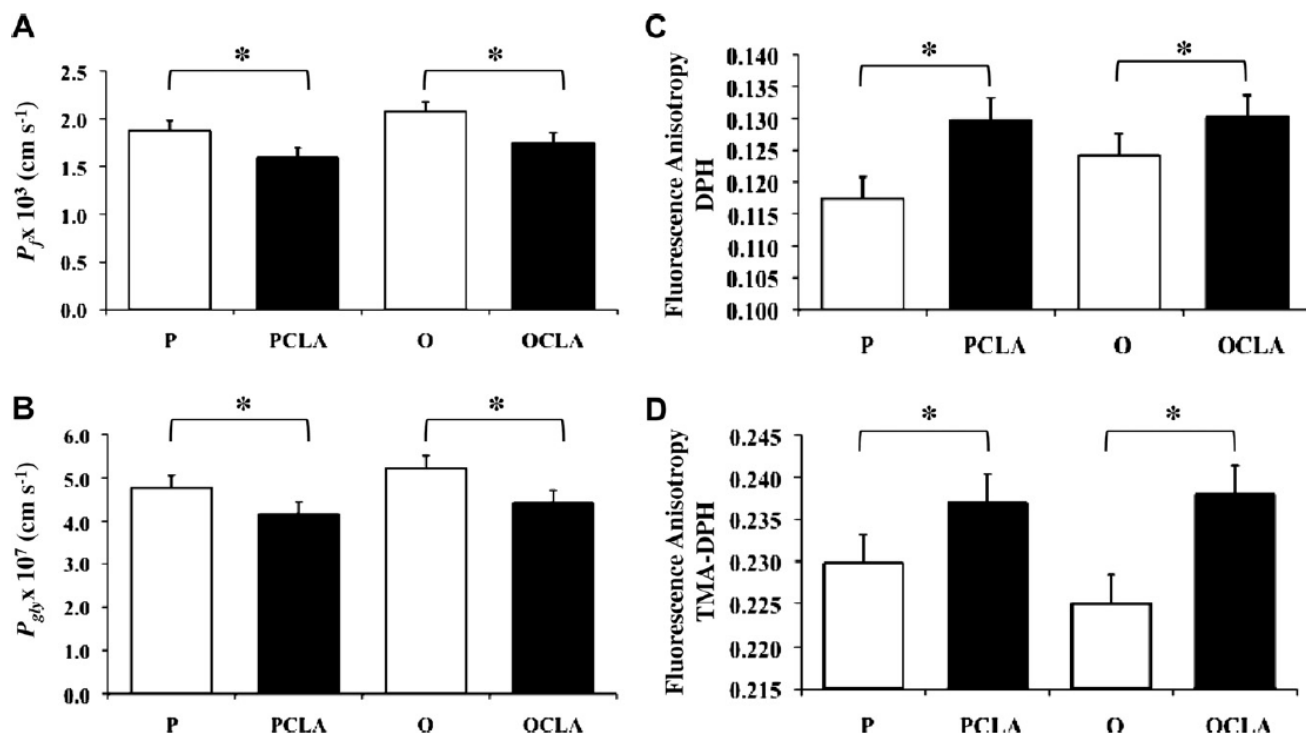 A
* *
2.5
2.0
1.5
1.0
0.5
0.0
P_f x 10³ (cm s⁻¹)
P PCLA O OCLA
B
* *
6.0
5.0
4.0
3.0
2.0
1.0
0.0
P_gly x 10⁷ (cm s⁻¹)
P PCLA O OCLA
C
* *
0.140
0.135
0.130
0.125
0.120
0.115
0.110
0.105
0.100
Fluorescence Anisotropy
DPH
P PCLA O OCLA
D
* *
0.245
0.240
0.235
0.230
0.225
0.220
0.215
Fluorescence Anisotropy
TMA-DPH
P PCLA O OCLA